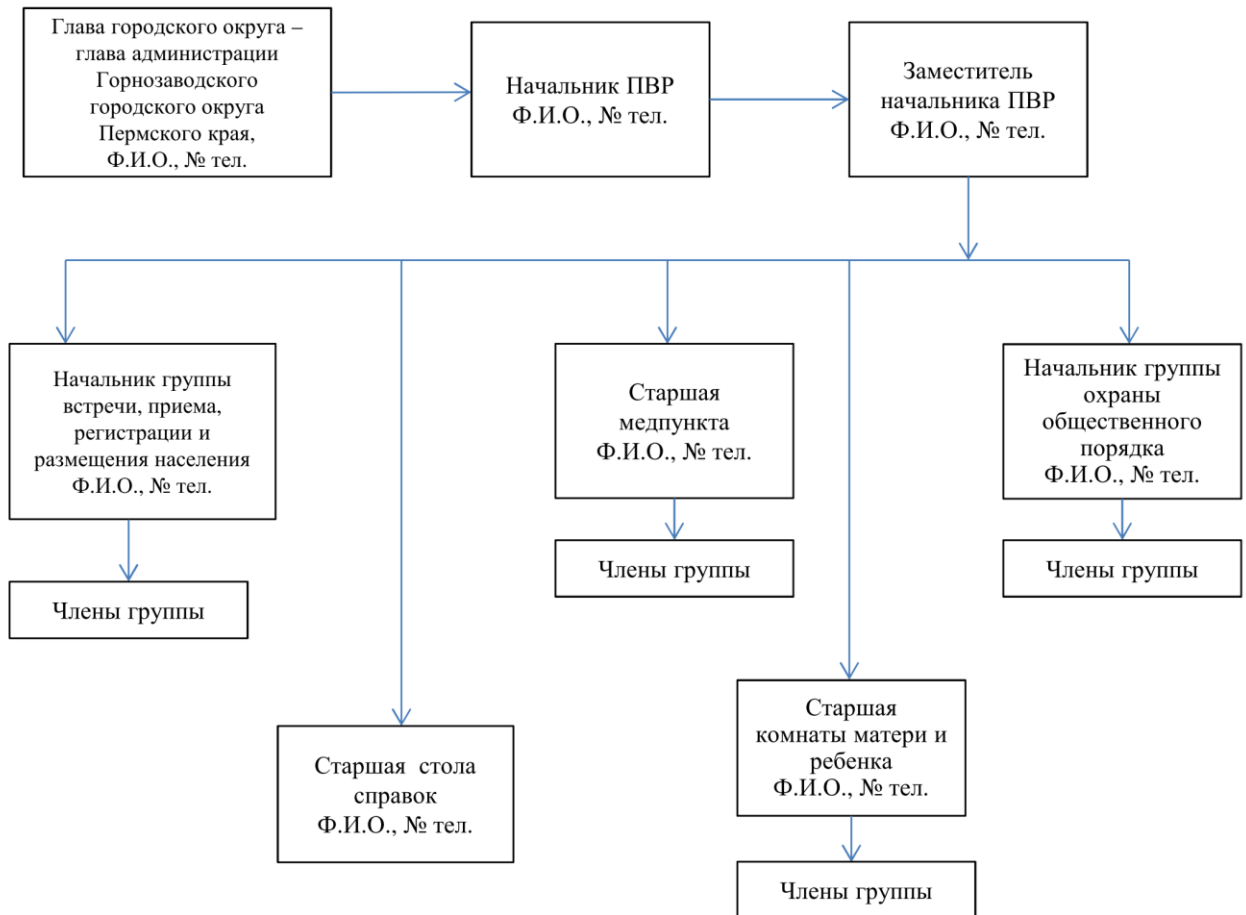 Глава городского округа –
глава администрации
Горнозаводского
городского округа
Пермского края,
Ф.И.О., № тел.
Начальник ПВР
Ф.И.О., № тел.
Заместитель
начальника ПВР
Ф.И.О., № тел.
Начальник группы
встречи, приема,
регистрации и
размещения населения
Ф.И.О., № тел.
Члены группы
Старшая стола
справок
Ф.И.О., № тел.
Старшая
медпункта
Ф.И.О., № тел.
Члены группы
Старшая
комнаты матери и
ребенка
Ф.И.О., № тел.
Члены группы
Начальник группы
охраны
общественного
порядка
Ф.И.О., № тел.
Члены группы